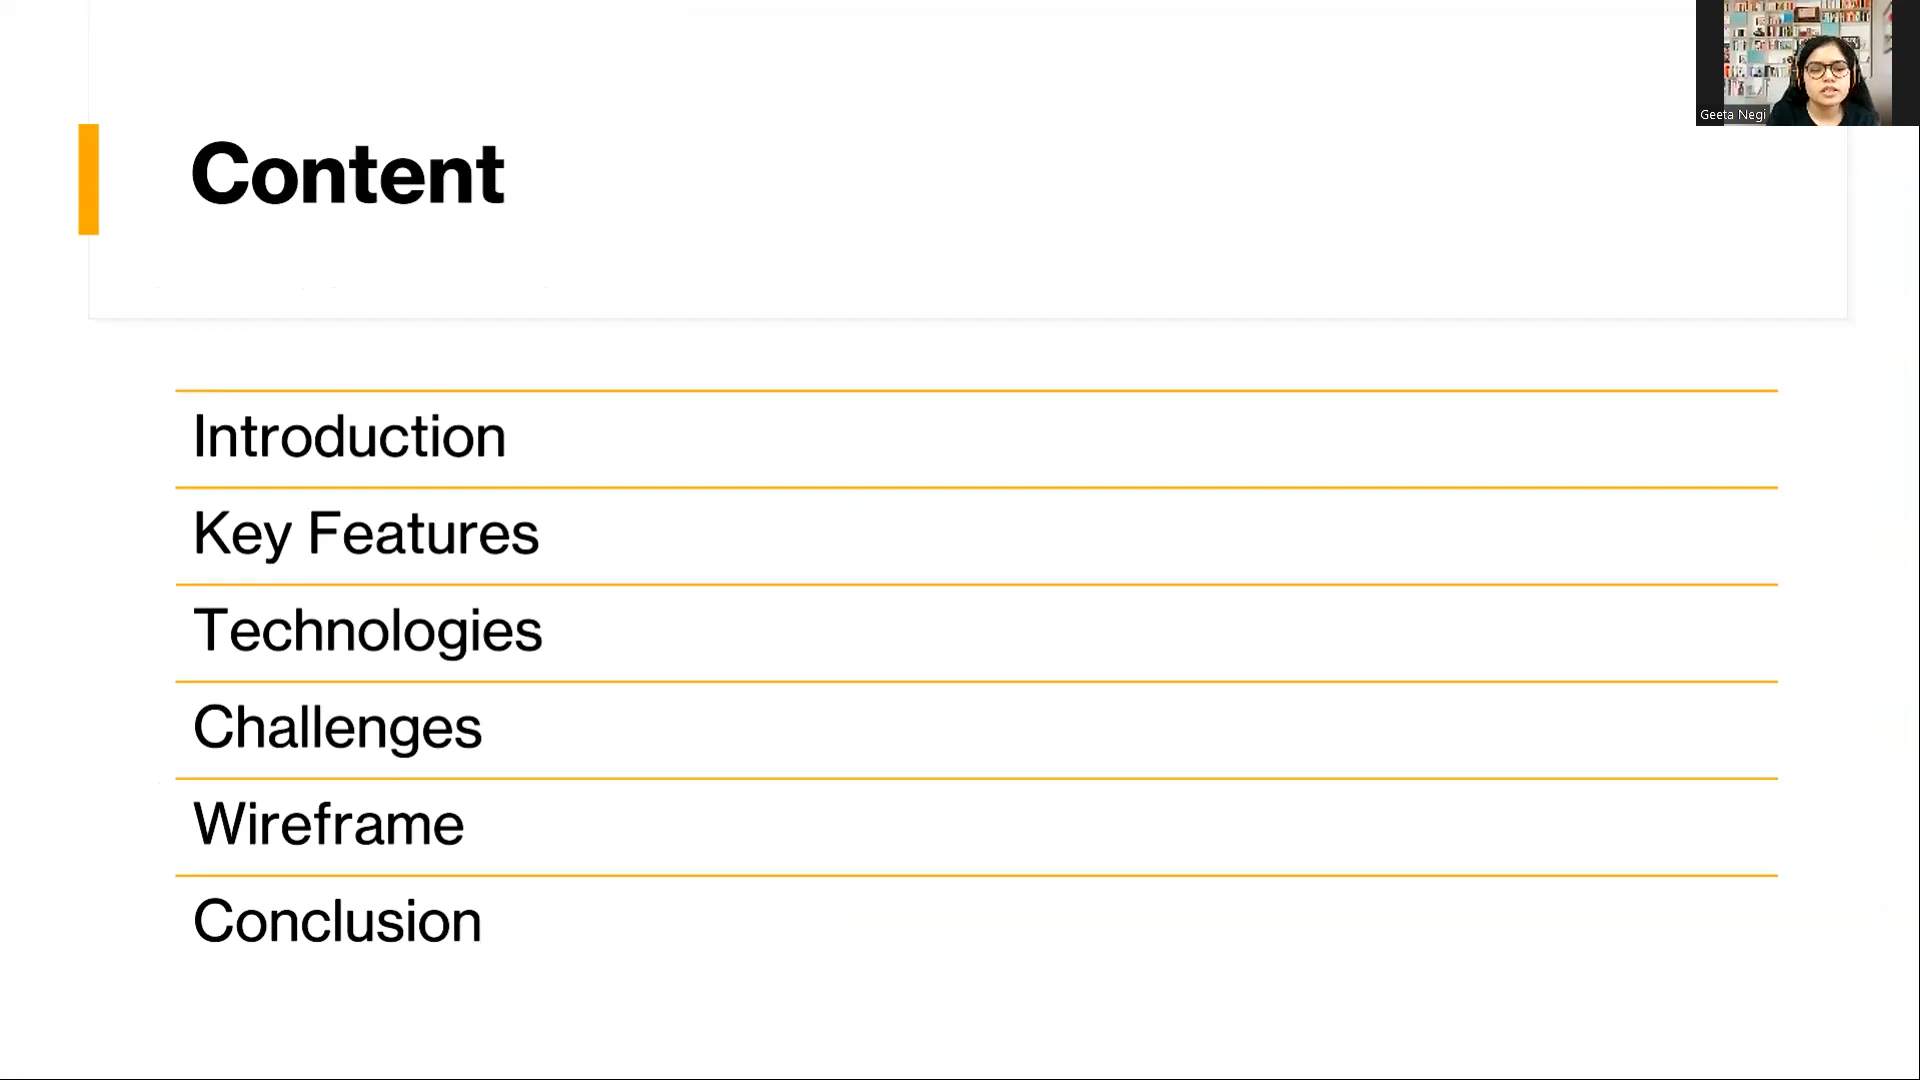 Geeta Negi
Content
Introduction
Key Features
Technologies
Challenges
Wireframe
Conclusion